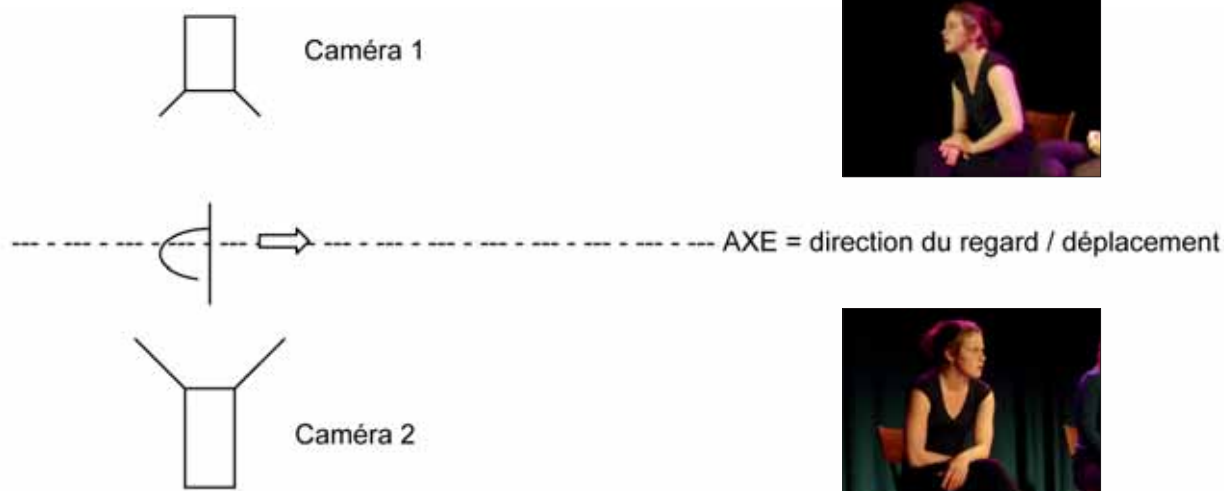 Caméra 1
AXE = direction du regard / déplacement
Caméra 2